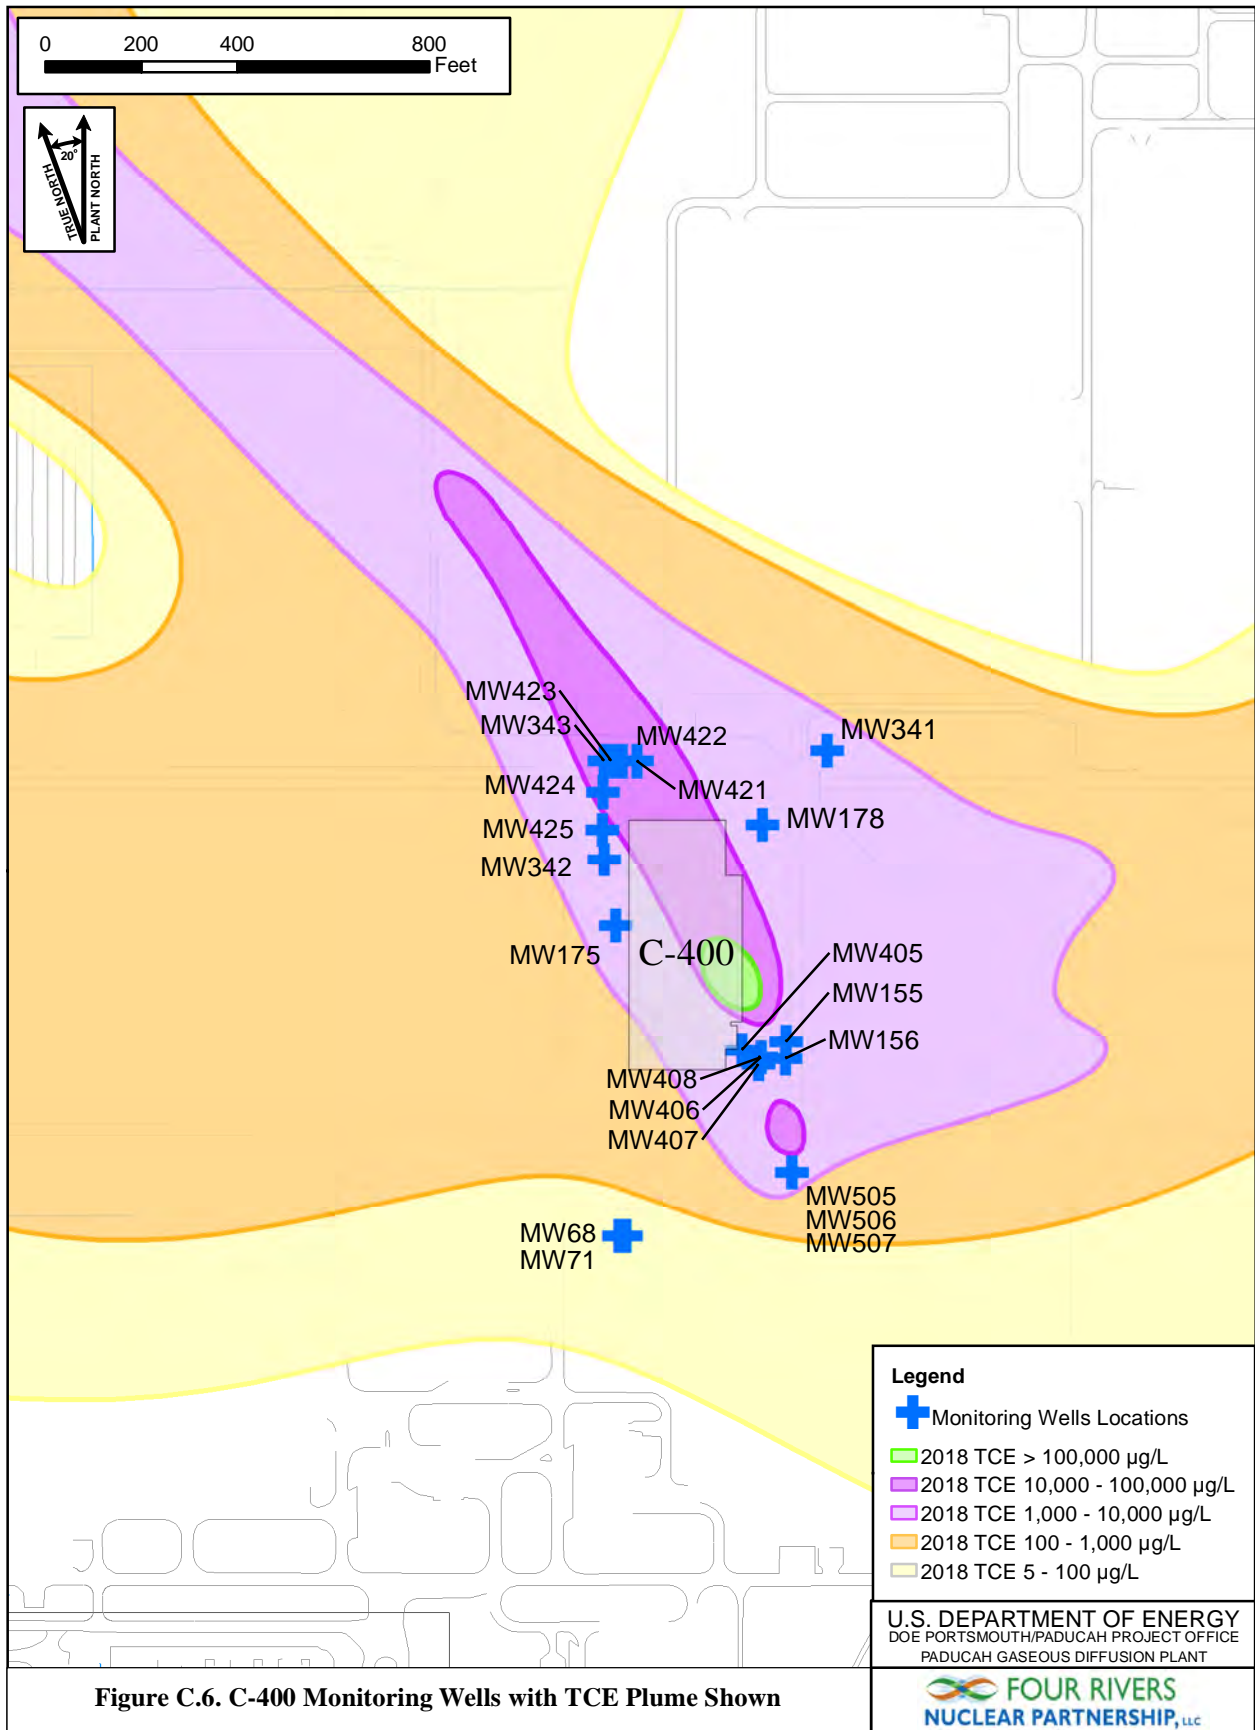 0 200 400 800
Feet
20°
TRUE NORTH
PLANT NORTH
MW423
MW343
MW422
MW341
MW424
MW421
MW178
MW425
MW342
MW175
C-400
MW405
MW155
MW156
MW408
MW406
MW407
MW505
MW506
MW507
MW68
MW71
Legend
Monitoring Wells Locations
2018 TCE > 100,000 µg/L
2018 TCE 10,000 - 100,000 µg/L
2018 TCE 1,000 - 10,000 µg/L
2018 TCE 100 - 1,000 µg/L
2018 TCE 5 - 100 µg/L
U.S. DEPARTMENT OF ENERGY
DOE PORTSMOUTH/PADUCAH PROJECT OFFICE
PADUCAH GASEOUS DIFFUSION PLANT
Figure C.6. C-400 Monitoring Wells with TCE Plume Shown
FOUR RIVERS
NUCLEAR PARTNERSHIP, LLC